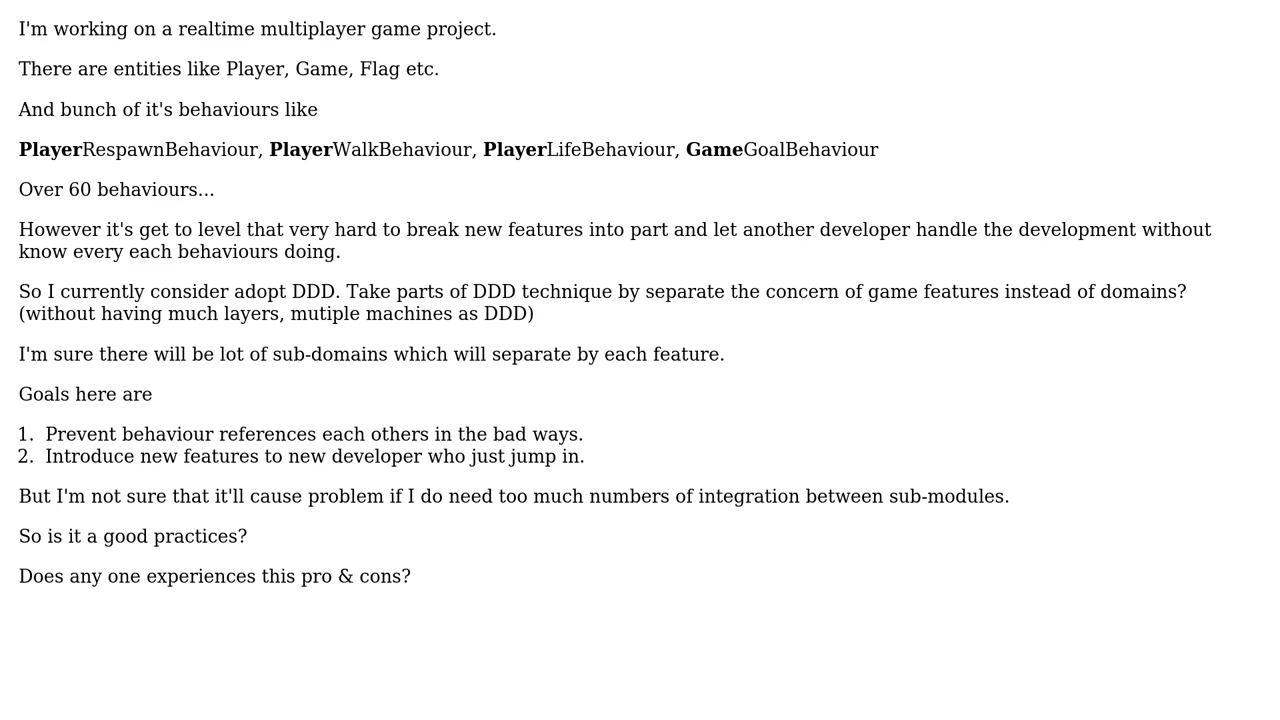 I'm working on a realtime multiplayer game project.
There are entities like Player, Game, Flag etc.
And bunch of it's behaviours like
PlayerRespawnBehaviour, PlayerWalkBehaviour, PlayerLifeBehaviour, GameGoalBehaviour
Over 60 behaviours...
However it's get to level that very hard to break new features into part and let another developer handle the development without
know every each behaviours doing.
So I currently consider adopt DDD. Take parts of DDD technique by separate the concern of game features instead of domains?
(without having much layers, mutiple machines as DDD)
I'm sure there will be lot of sub-domains which will separate by each feature.
Goals here are
1. Prevent behaviour references each others in the bad ways.
2. Introduce new features to new developer who just jump in.
But I'm not sure that it'll cause problem if I do need too much numbers of integration between sub-modules.
So is it a good practices?
Does any one experiences this pro & cons?